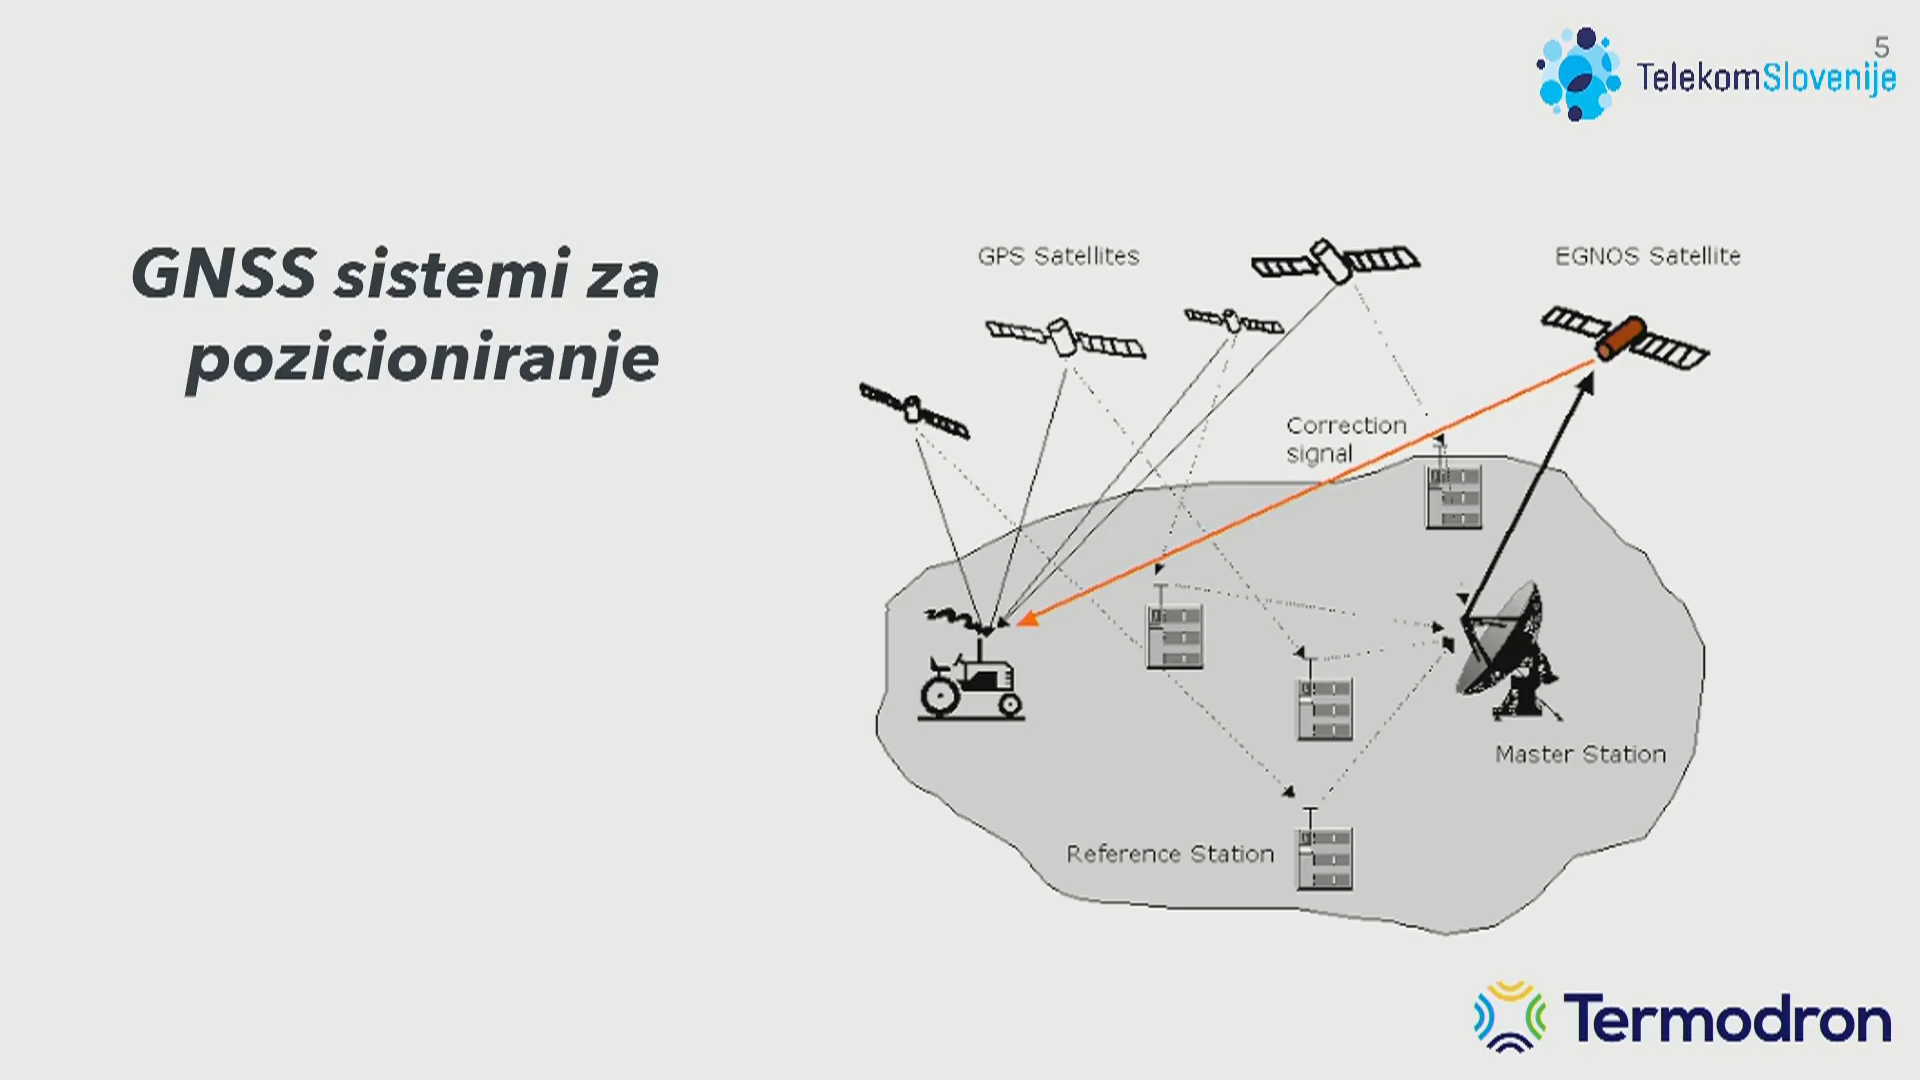 5
TelekomSlovenije
GNSS sistemi za
pozicioniranje
GPS Satellites
EGNOS Satellite
Correction
signal
Master Station
Reference Station
Termodron